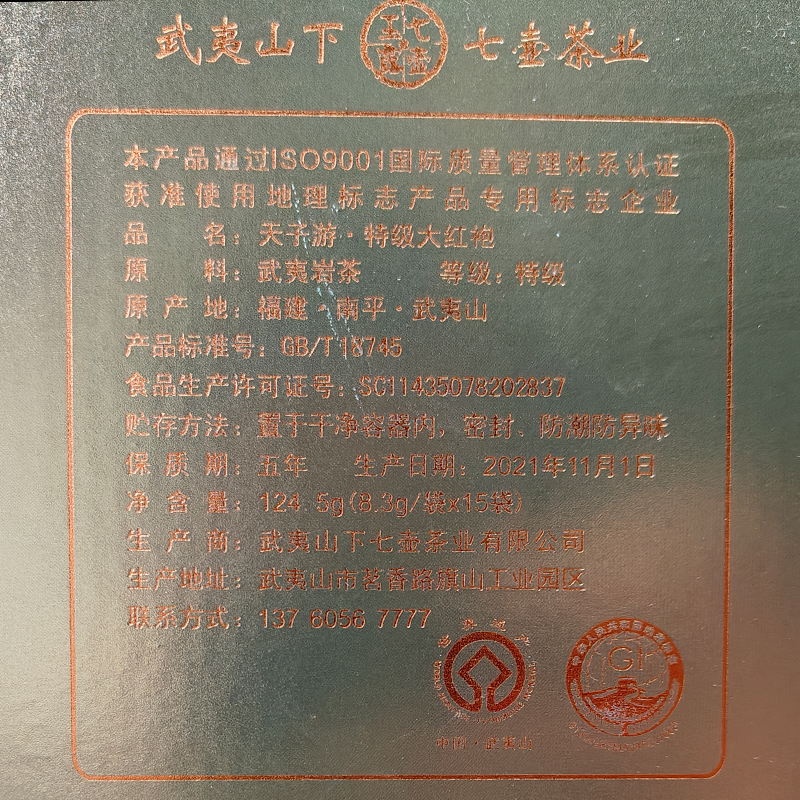 武夷山下 七壶茶业
本产品通过ISO9001国际质量管理体系认证
获准使用地理标志产品专用标志企业
品 名：天子游·特级大红袍
原 料：武夷岩茶 等级：特级
原产地：福建·南平·武夷山
产品标准号：GB/T18745
食品生产许可证号：SC11435078202837
贮存方法：置于干净容器内，密封、防潮防异味
保质期：五年 生产日期：2021年11月1日
净含量：124.5g(8.3g/袋x15袋)
生产商：武夷山下七壶茶业有限公司
生产地址：武夷山市茗香路旗山工业园区
联系方式：137 6056 7777
GI
中国·武夷山